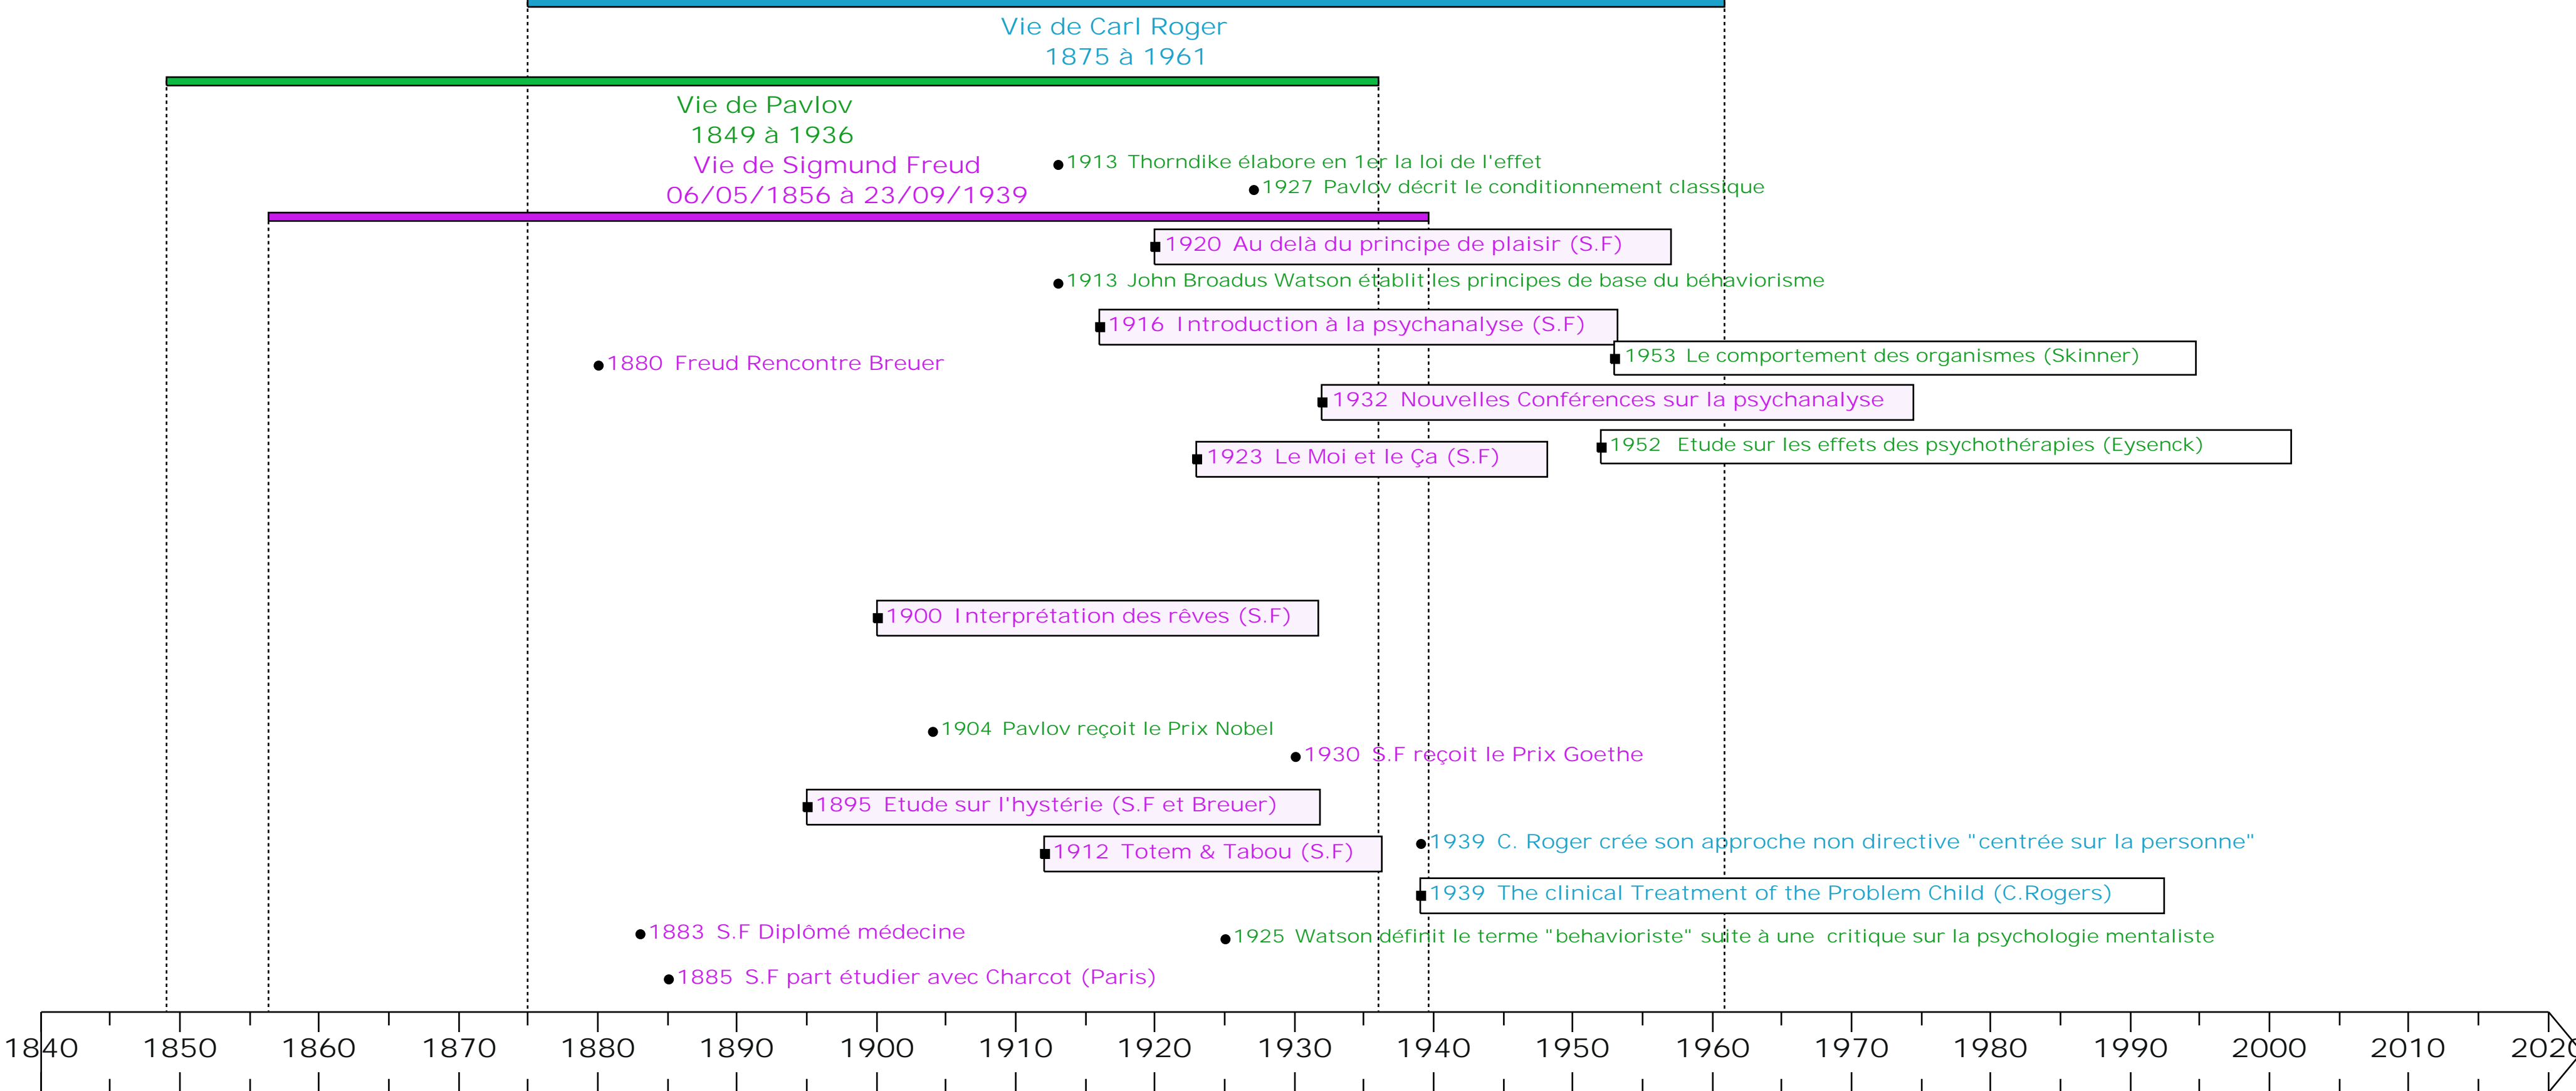 Vie de Carl Roger
1875 à 1961
Vie de Pavlov
1849 à 1936
Vie de Sigmund Freud
06/05/1856 à 23/09/1939
1913 Thorndike élabore en 1er la loi de l'effet
1927 Pavlov décrit le conditionnement classique
1920 Au delà du principe de plaisir (S.F)
1913 John Broadus Watson établit les principes de base du béhaviorisme
1916 Introduction à la psychanalyse (S.F)
1953 Le comportement des organismes (Skinner)
1880 Freud Rencontre Breuer
1932 Nouvelles Conférences sur la psychanalyse
1952 Etude sur les effets des psychothérapies (Eysenck)
1923 Le Moi et le Ça (S.F)
1900 Interprétation des rêves (S.F)
1904 Pavlov reçoit le Prix Nobel
1930 S.F reçoit le Prix Goethe
1895 Etude sur l'hystérie (S.F et Breuer)
1939 C. Roger crée son approche non directive "centrée sur la personne"
1912 Totem & Tabou (S.F)
1939 The clinical Treatment of the Problem Child (C.Rogers)
1883 S.F Diplômé médecine
1925 Watson définit le terme "behavioriste" suite à une critique sur la psychologie mentaliste
1885 S.F part étudier avec Charcot (Paris)
1840 1850 1860 1870 1880 1890 1900 1910 1920 1930 1940 1950 1960 1970 1980 1990 2000 2010 2020